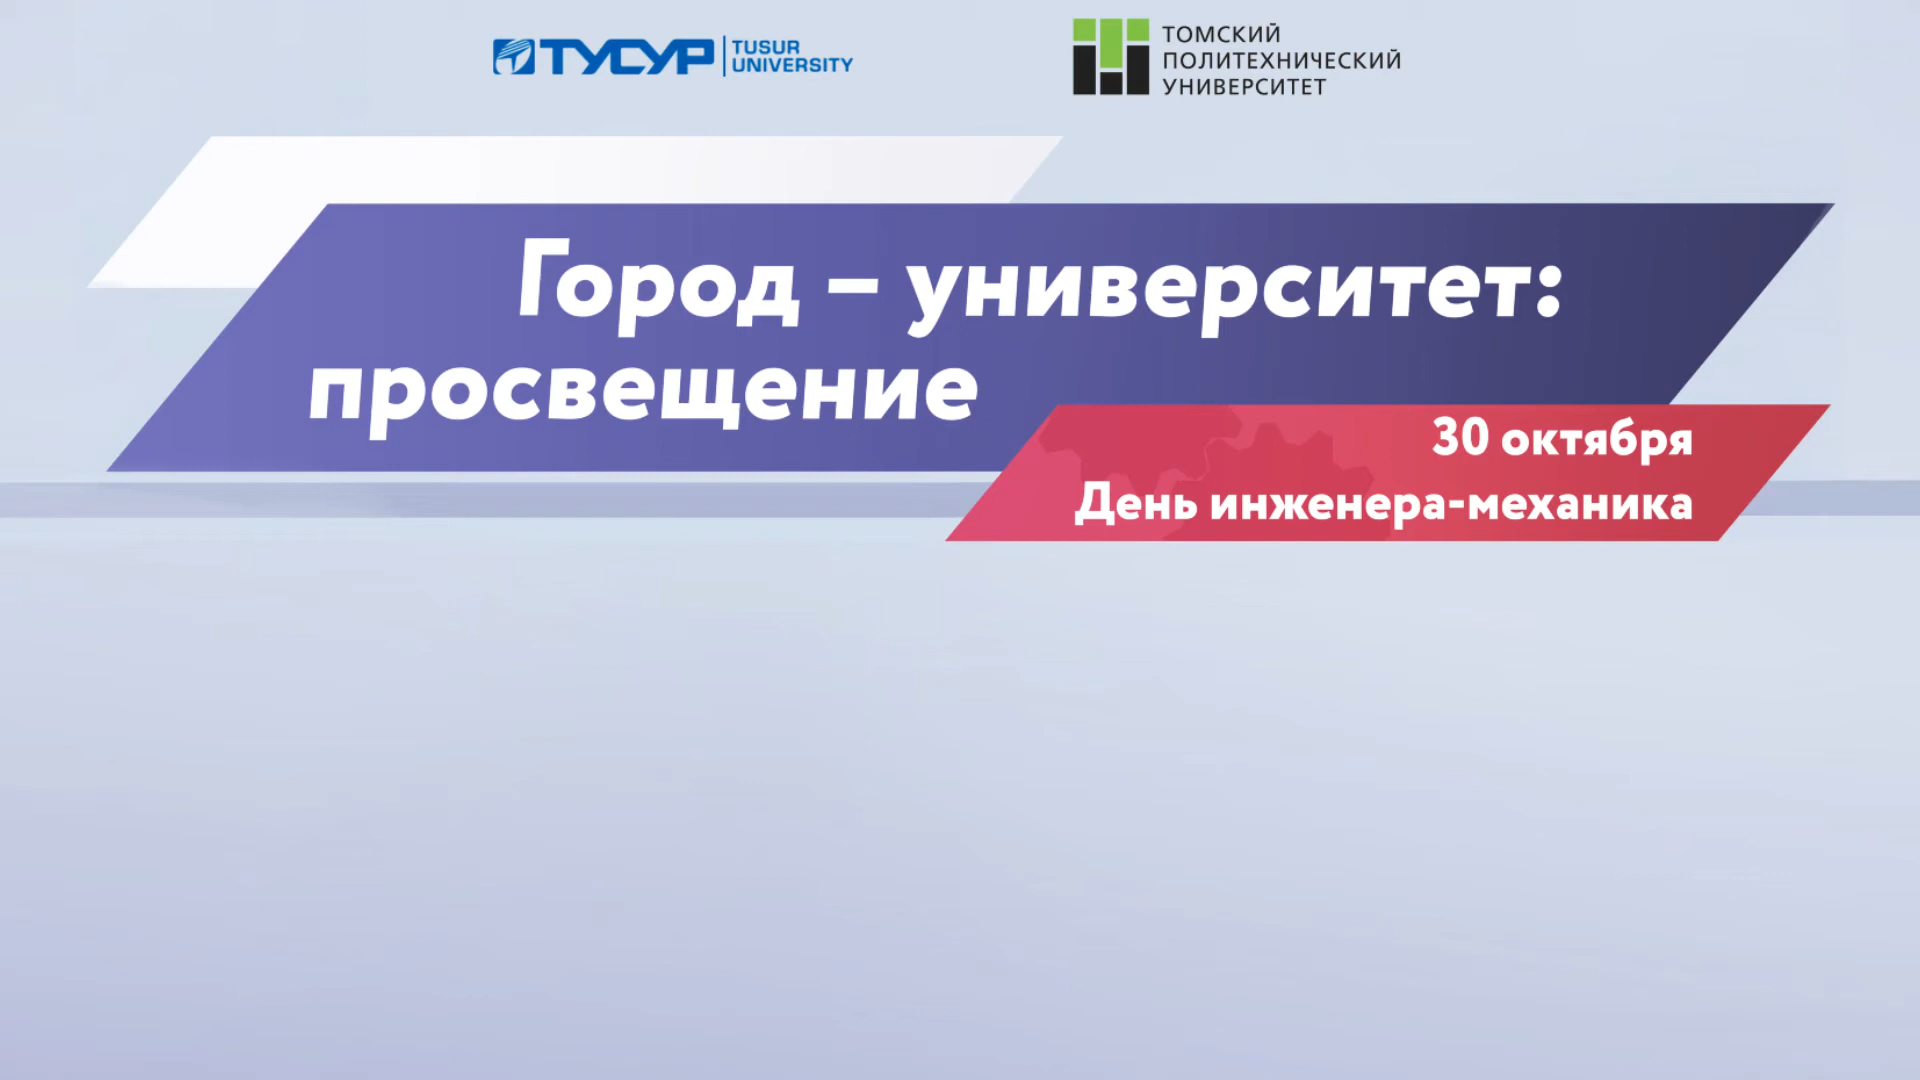 ТУСУР
TUSUR
UNIVERSITY
ТОМСКИЙ
ПОЛИТЕХНИЧЕСКИЙ
УНИВЕРСИТЕТ
Город – университет:
просвещение
30 октября
День инженера-механика